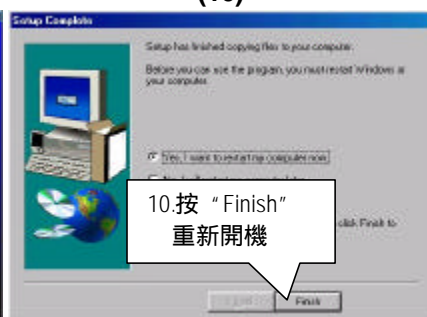 Setup Complete
Setup has finished copying files to your computer.
Before you can use the program, you must restart Windows or
your computer.
Yes, I want to restart my computer now.
10.按 “Finish”
重新開機
click Finish to
Finish